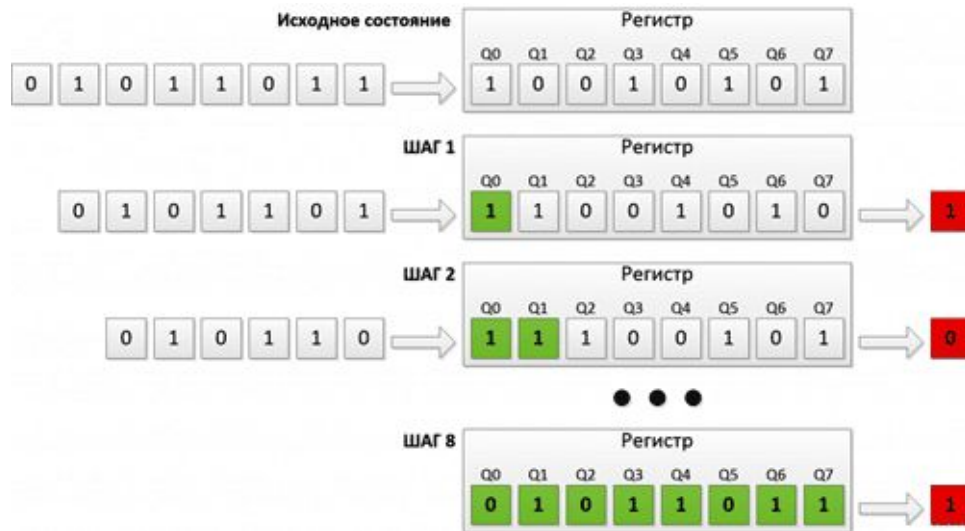 Исходное состояние
Регистр
Q0 Q1 Q2 Q3 Q4 Q5 Q6 Q7
0 1 0 1 1 0 1 1 1 0 0 1 0 1 0 1
ШАГ 1
Регистр
Q0 Q1 Q2 Q3 Q4 Q5 Q6 Q7
0 1 0 1 1 0 1 1 1 0 0 1 0 1 0 1
ШАГ 2
Регистр
Q0 Q1 Q2 Q3 Q4 Q5 Q6 Q7
0 1 0 1 1 0 1 1 1 0 0 1 0 1 0
ШАГ 8
Регистр
Q0 Q1 Q2 Q3 Q4 Q5 Q6 Q7
0 1 0 1 1 0 1 1 1